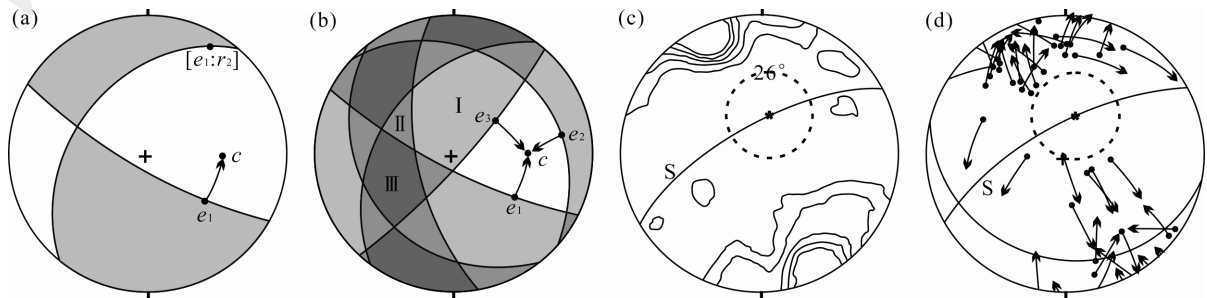 (a)
[e₁:r₂]
c
e₁
(b)
I
II
III
e₃
e₂
c
e₁
(c)
26°
S
(d)
S